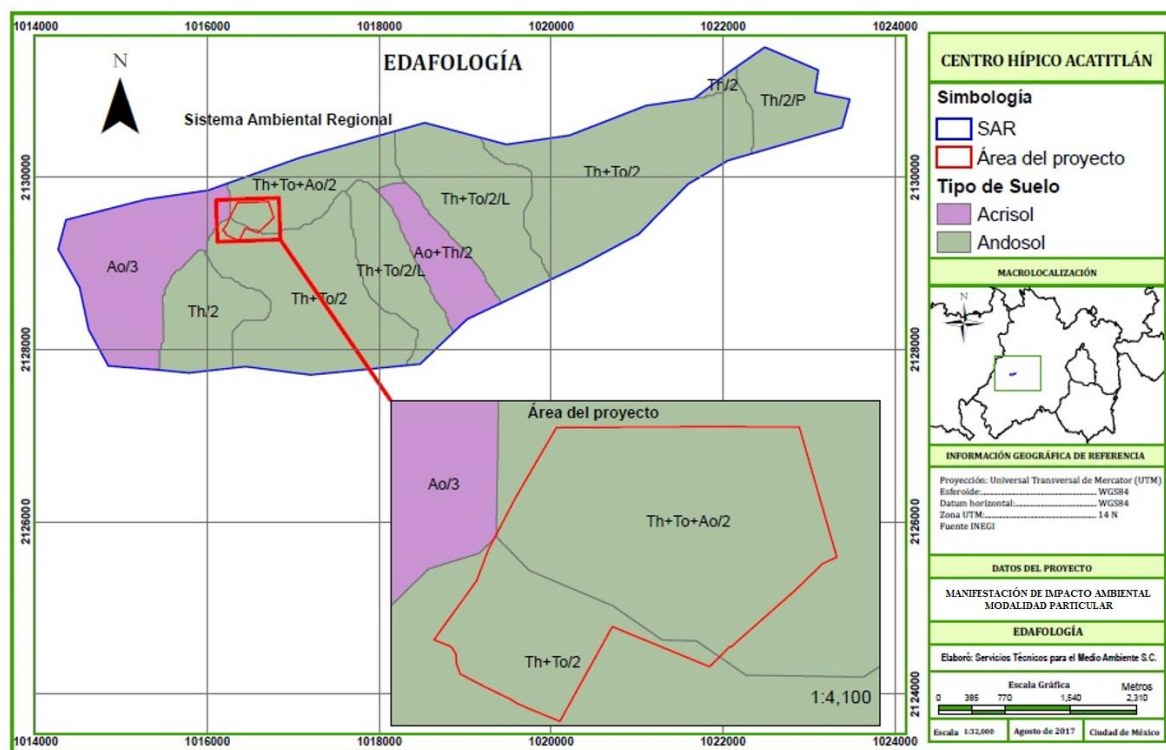 1014000 1016000 1018000 1020000 1022000 1024000
EDAFOLOGÍA
N
Sistema Ambiental Regional
Th/2
Th/2/P
2130000
2130000
Th+To+Ao/2
Th+To/2/L
Th+To/2
Ao/3
Ao+Th/2
Th+To/2/L
Th/2
Th+To/2
2128000
2128000
Área del proyecto
Ao/3
Th+To+Ao/2
2126000
2126000
Th+To/2
1:4,100
2124000
2124000
1014000 1016000 1018000 1020000 1022000 1024000
CENTRO HÍPICO ACATITLÁN
Simbología
SAR
Área del proyecto
Tipo de Suelo
Acrisol
Andosol
MACROLOCALIZACIÓN
N
INFORMACIÓN GEOGRÁFICA DE REFERENCIA
Proyección: Universal Transversal de Mercator (UTM)
Esferoide:.......................... WGS84
Datum horizontal:.......................... WGS84
Zona UTM:.......................... 14 N
Fuente INEGI
DATOS DEL PROYECTO
MANIFESTACIÓN DE IMPACTO AMBIENTAL
MODALIDAD PARTICULAR
EDAFOLOGÍA
Elaboró: Servicios Técnicos para el Medio Ambiente S.C.
Escala Gráfica
Metros
0 385 770 1,540 2,310
Escala 1:32,000 Agosto de 2017 Ciudad de México